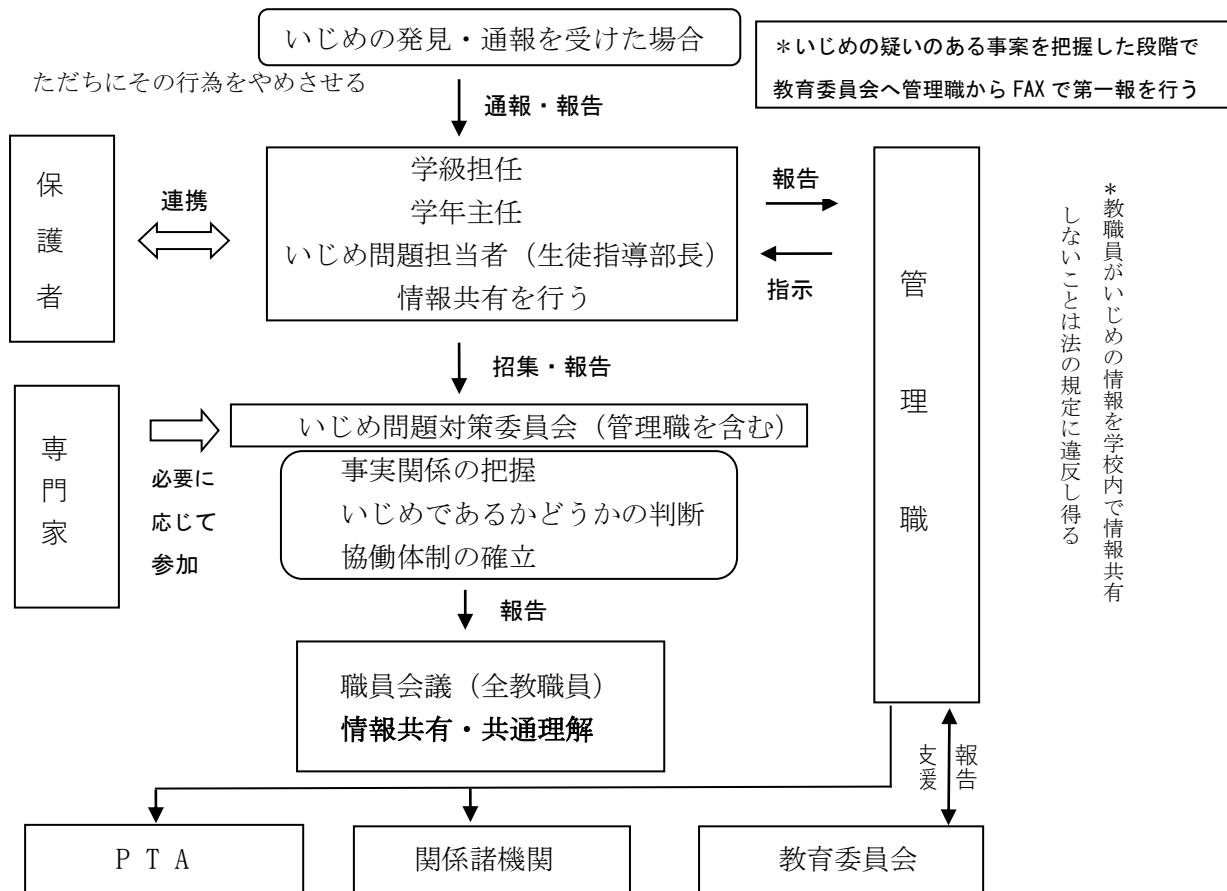 いじめの発見・通報を受けた場合
*いじめの疑いのある事案を把握した段階で
教育委員会へ管理職から FAX で第一報を行う
ただちにその行為をやめさせる
通報・報告
保護者
連携
学級担任
学年主任
いじめ問題担当者（生徒指導部長）
情報共有を行う
報告
指示
管理職
*教職員がいじめの情報を学校内で情報共有
しないことは法の規定に違反し得る
招集・報告
専門家
必要に
応じて
参加
いじめ問題対策委員会（管理職を含む）
事実関係の把握
いじめであるかどうかの判断
協働体制の確立
報告
職員会議（全教職員）
情報共有・共通理解
報告
支援
ＰＴＡ
関係諸機関
教育委員会